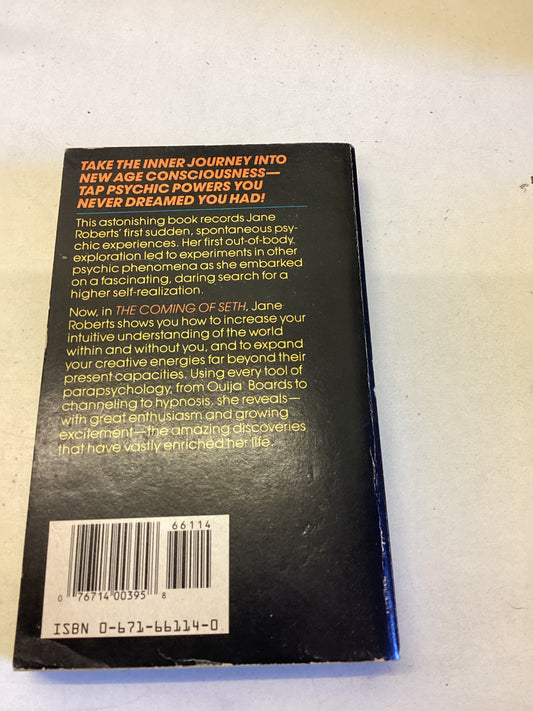 TAKE THE INNER JOURNEY INTO
NEW AGE CONSCIOUSNESS—
TAP PSYCHIC POWERS YOU
NEVER DREAMED YOU HAD!
This astonishing book records Jane
Roberts' first sudden, spontaneous psy-
chic experiences. Her first out-of-body
exploration led to experiments in other
psychic phenomena as she embarked
on a fascinating, daring search for a
higher self-realization.
Now, in THE COMING OF SETH, Jane
Roberts shows you how to increase your
intuitive understanding of the world
within and without you, and to expand
your creative energies far beyond their
present capacities. Using every tool of
parapsychology, from Ouija® Boards to
channeling to hypnosis, she reveals—
with great enthusiasm and growing
excitement—the amazing discoveries
that have vastly enriched her life.
66114
0 76714 00395 8
ISBN 0-671-66114-0